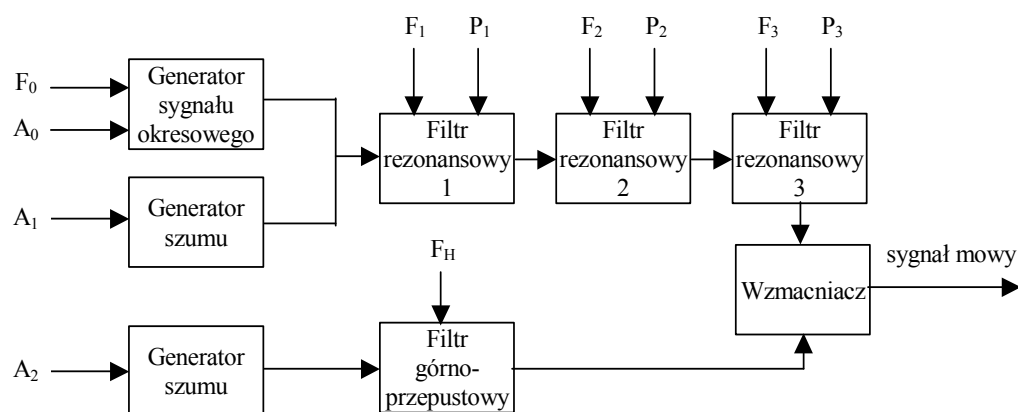 F₁ P₁ F₂ P₂ F₃ P₃
F₀
A₀
Generator
sygnału
okresowego
Filtr
rezonansowy
1
Filtr
rezonansowy
2
Filtr
rezonansowy
3
A₁
Generator
szumu
F_H
sygnał mowy
Wzmacniacz
A₂
Generator
szumu
Filtr
górno-
przepustowy